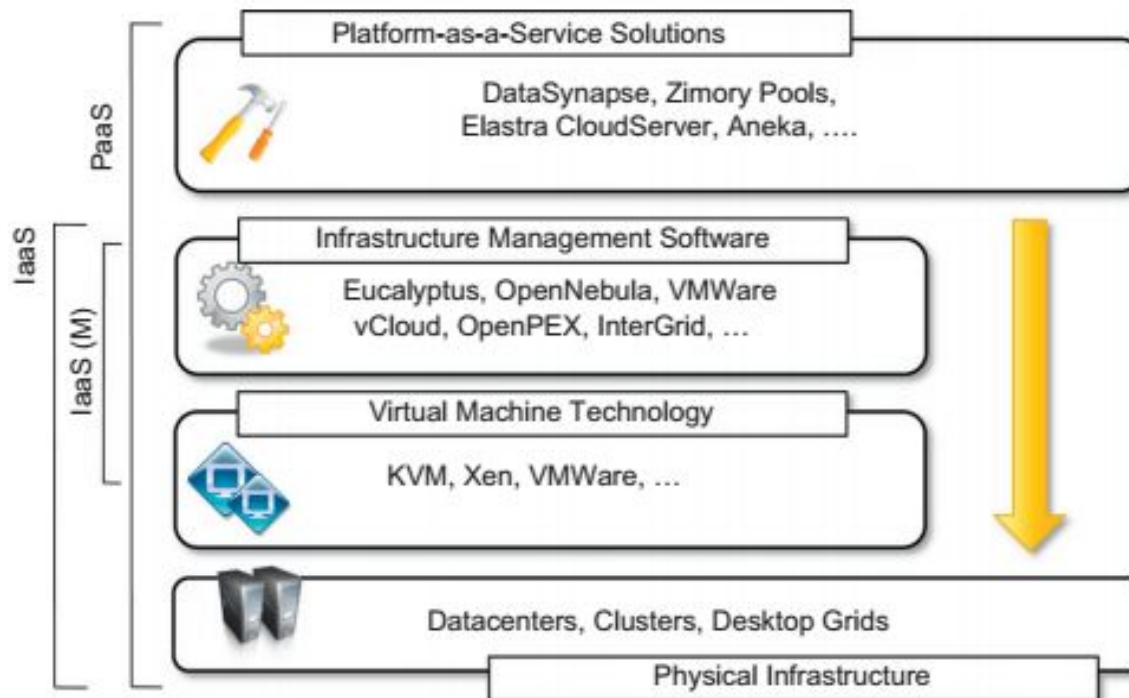 Platform-as-a-Service Solutions
DataSynapse, Zimory Pools,
Elastra CloudServer, Aneka, ....
PaaS
IaaS
IaaS (M)
Infrastructure Management Software
Eucalyptus, OpenNebula, VMWare
vCloud, OpenPEX, InterGrid, ...
Virtual Machine Technology
KVM, Xen, VMWare, ...
Datacenters, Clusters, Desktop Grids
Physical Infrastructure